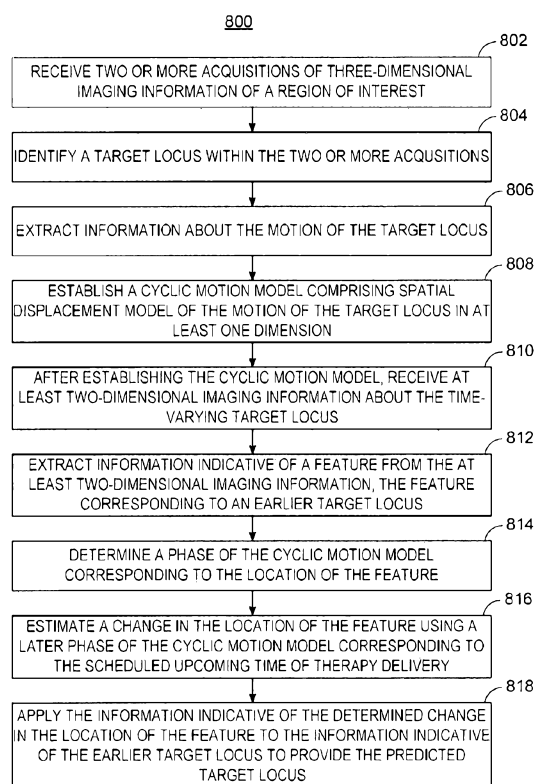 800
802
RECEIVE TWO OR MORE ACQUISITIONS OF THREE-DIMENSIONAL
IMAGING INFORMATION OF A REGION OF INTEREST
804
IDENTIFY A TARGET LOCUS WITHIN THE TWO OR MORE ACQUSITIONS
806
EXTRACT INFORMATION ABOUT THE MOTION OF THE TARGET LOCUS
808
ESTABLISH A CYCLIC MOTION MODEL COMPRISING SPATIAL
DISPLACEMENT MODEL OF THE MOTION OF THE TARGET LOCUS IN AT
LEAST ONE DIMENSION
810
AFTER ESTABLISHING THE CYCLIC MOTION MODEL, RECEIVE AT
LEAST TWO-DIMENSIONAL IMAGING INFORMATION ABOUT THE TIME-
VARYING TARGET LOCUS
812
EXTRACT INFORMATION INDICATIVE OF A FEATURE FROM THE AT
LEAST TWO-DIMENSIONAL IMAGING INFORMATION, THE FEATURE
CORRESPONDING TO AN EARLIER TARGET LOCUS
814
DETERMINE A PHASE OF THE CYCLIC MOTION MODEL
CORRESPONDING TO THE LOCATION OF THE FEATURE
816
ESTIMATE A CHANGE IN THE LOCATION OF THE FEATURE USING A
LATER PHASE OF THE CYCLIC MOTION MODEL CORRESPONDING TO
THE SCHEDULED UPCOMING TIME OF THERAPY DELIVERY
818
APPLY THE INFORMATION INDICATIVE OF THE DETERMINED CHANGE
IN THE LOCATION OF THE FEATURE TO THE INFORMATION INDICATIVE
OF THE EARLIER TARGET LOCUS TO PROVIDE THE PREDICTED
TARGET LOCUS